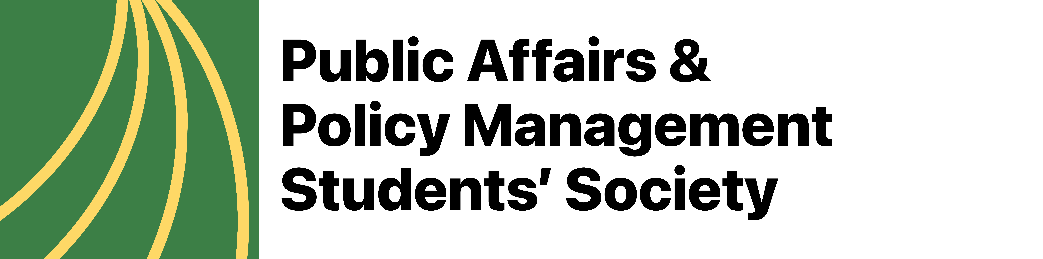 Public Affairs &
Policy Management
Students' Society